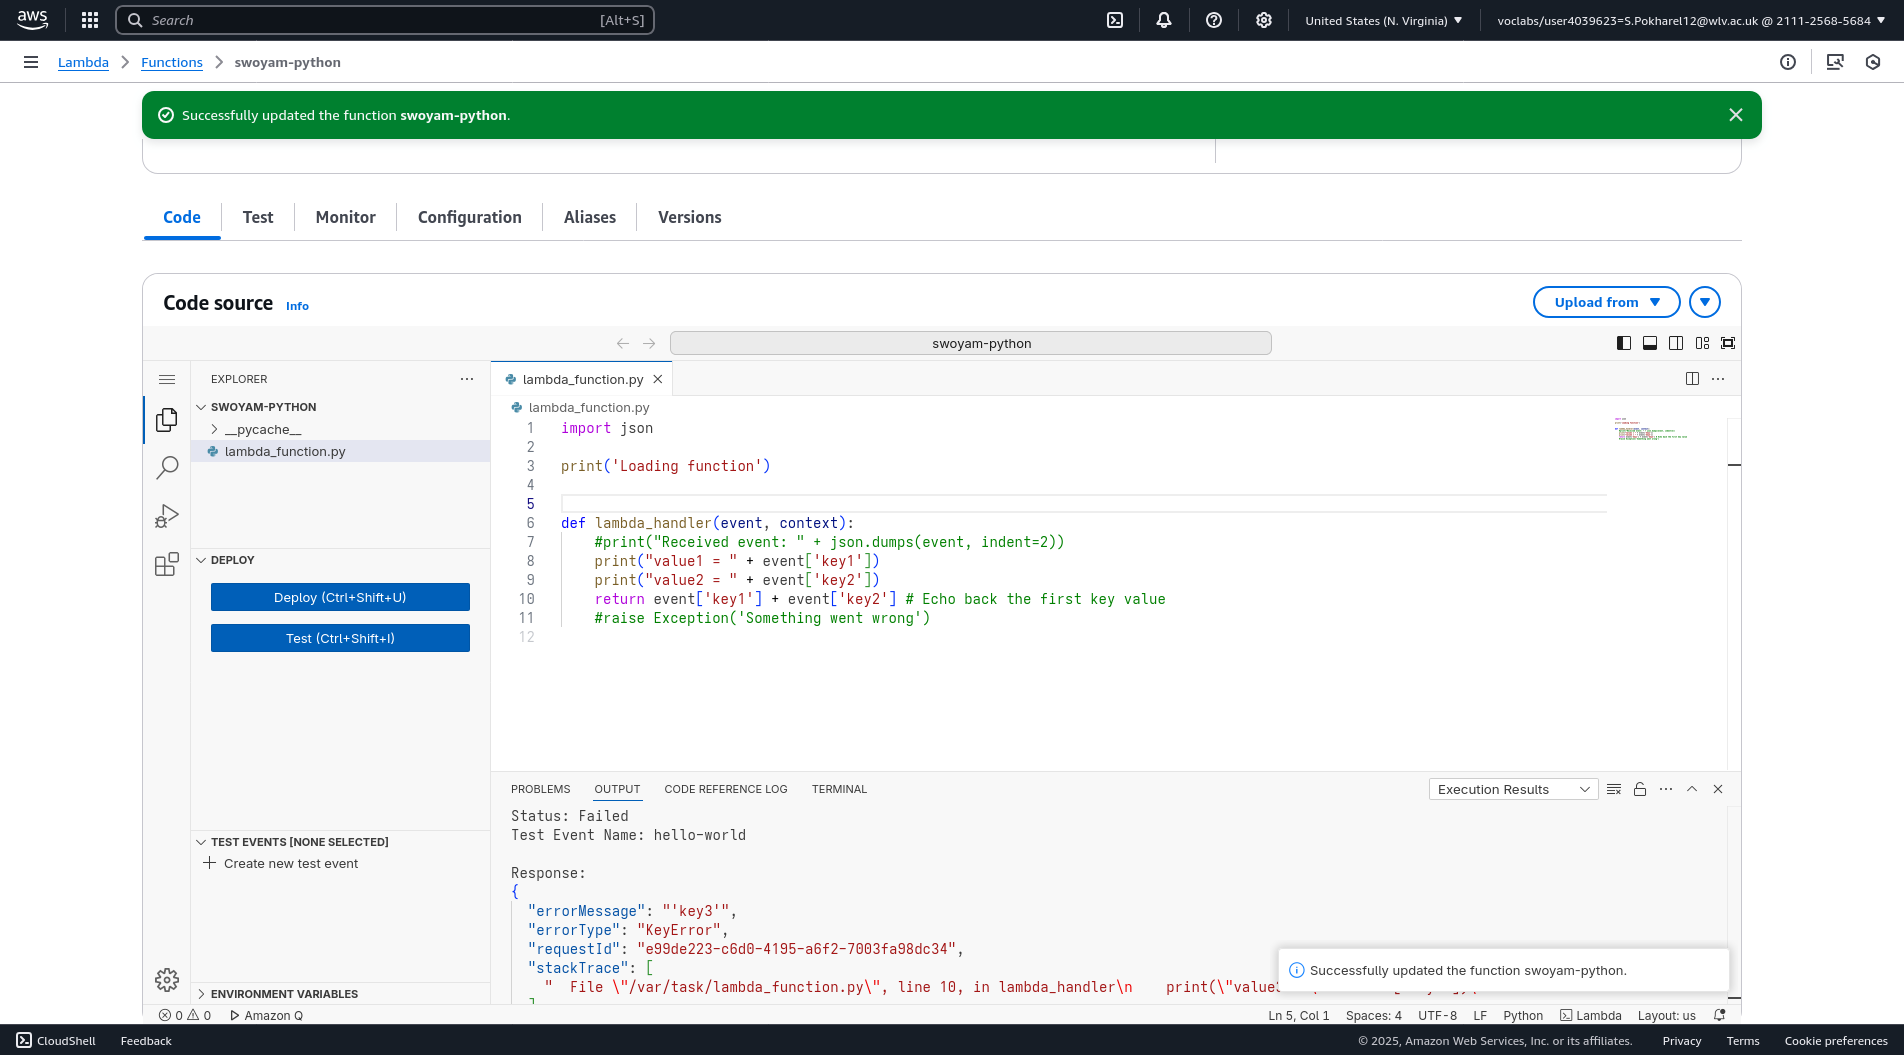 aws
Search [Alt+S]
United States (N. Virginia)
voclabs/user4039623=S.Pokharel12@wlv.ac.uk @ 2111-2568-5684
Lambda
Functions
swoyam-python
Successfully updated the function swoyam-python.
Code
Test
Monitor
Configuration
Aliases
Versions
Code source
Info
Upload from
swoyam-python
EXPLORER
SWOYAM-PYTHON
__pycache__
lambda_function.py
DEPLOY
Deploy (Ctrl+Shift+U)
Test (Ctrl+Shift+I)
TEST EVENTS [NONE SELECTED]
Create new test event
ENVIRONMENT VARIABLES
lambda_function.py
lambda_function.py
1 import json
2
3 print('Loading function')
4
5
6 def lambda_handler(event, context):
7 #print("Received event: " + json.dumps(event, indent=2))
8 print("value1 = " + event['key1'])
9 print("value2 = " + event['key2'])
10 return event['key1'] + event['key2'] # Echo back the first key value
11 #raise Exception('Something went wrong')
12
PROBLEMS
OUTPUT
CODE REFERENCE LOG
TERMINAL
Execution Results
Status: Failed
Test Event Name: hello-world
Response:
{
"errorMessage": "'key3'",
"errorType": "KeyError",
"requestId": "e99de223-c6d0-4195-a6f2-7003fa98dc34",
"stackTrace": [
" File \"/var/task/lambda_function.py\", line 10, in lambda_handler\n print(\"value
Successfully updated the function swoyam-python.
0 0 Amazon Q
Ln 5, Col 1
Spaces: 4
UTF-8
LF
Python
Lambda
Layout: us
CloudShell
Feedback
© 2025, Amazon Web Services, Inc. or its affiliates.
Privacy
Terms
Cookie preferences